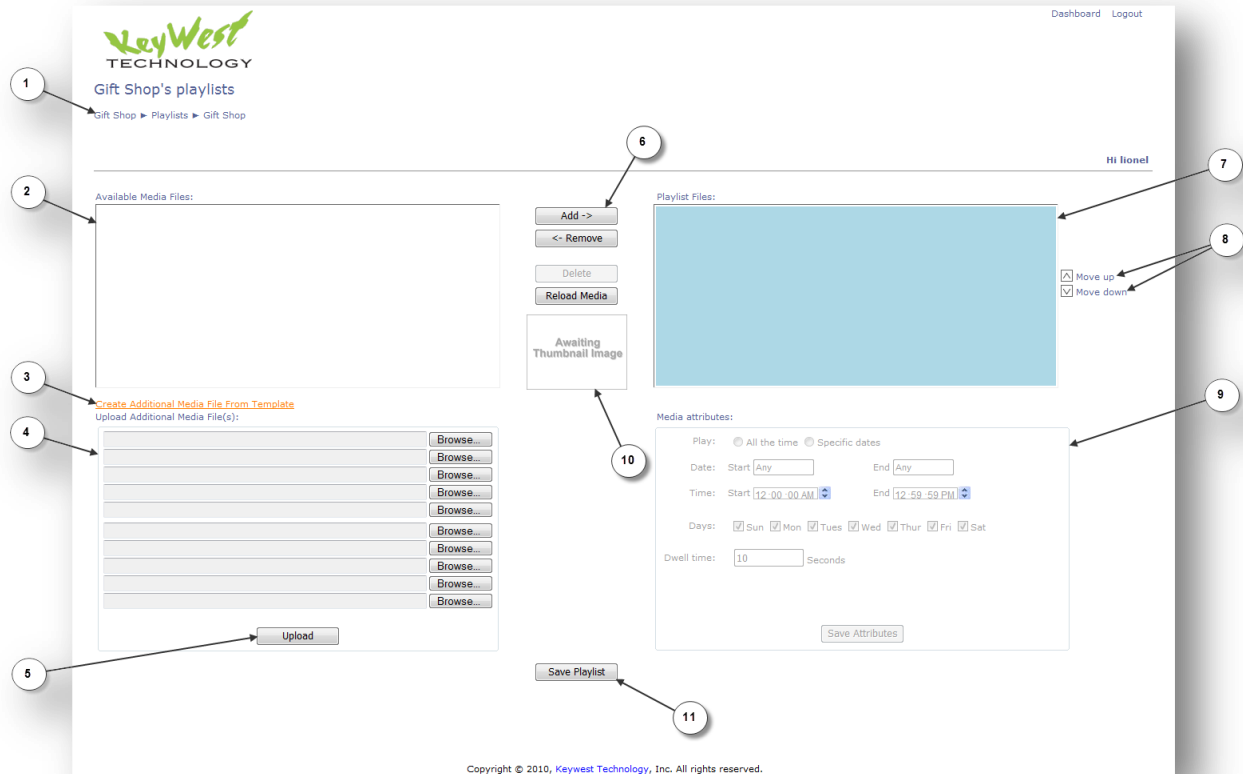 Dashboard Logout
KeyWest
TECHNOLOGY
Gift Shop's playlists
1
Gift Shop ► Playlists ► Gift Shop
6
Hi lionel
7
2
Available Media Files:
Playlist Files:
Add ->
<- Remove
8
Delete
Move up
Reload Media
Move down
Awaiting
Thumbnail Image
3
9
Create Additional Media File From Template
Upload Additional Media File(s):
Media attributes:
4
Browse...
Play: All the time Specific dates
Browse...
10
Date: Start Any End Any
Browse...
Browse...
Time: Start 12 :00 :00 AM End 12 :59 :59 PM
Browse...
Browse...
Days: Sun Mon Tues Wed Thur Fri Sat
Browse...
Browse...
Dwell time: 10 Seconds
Browse...
Browse...
Upload
Save Attributes
5
Save Playlist
11
Copyright © 2010, Keywest Technology, Inc. All rights reserved.